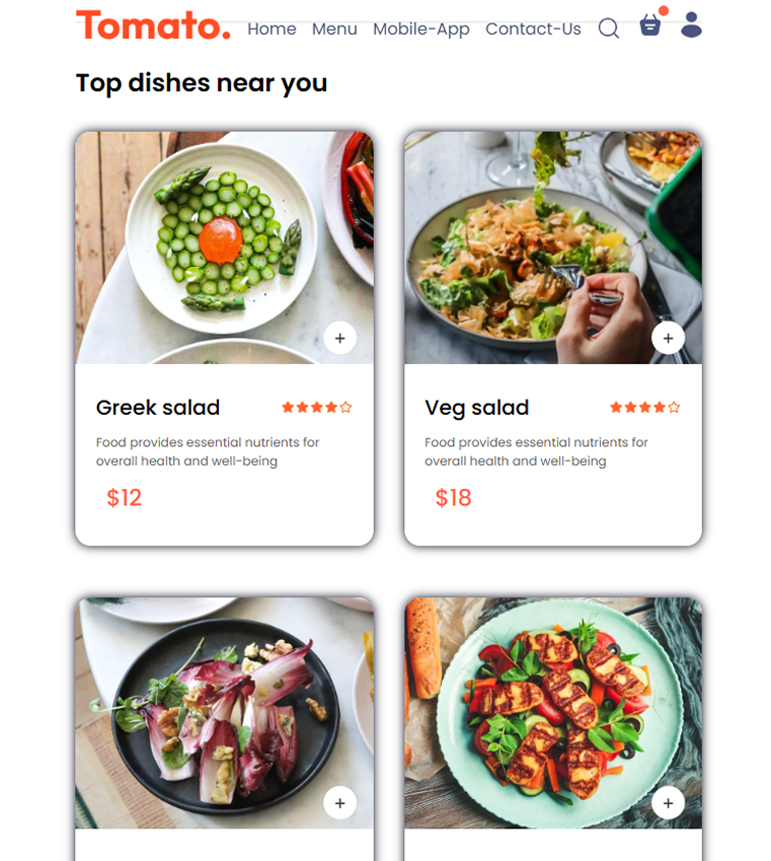 Tomato. Home Menu Mobile-App Contact-Us
Top dishes near you
+ +
Greek salad
Food provides essential nutrients for
overall health and well-being
$12
Veg salad
Food provides essential nutrients for
overall health and well-being
$18
+ +